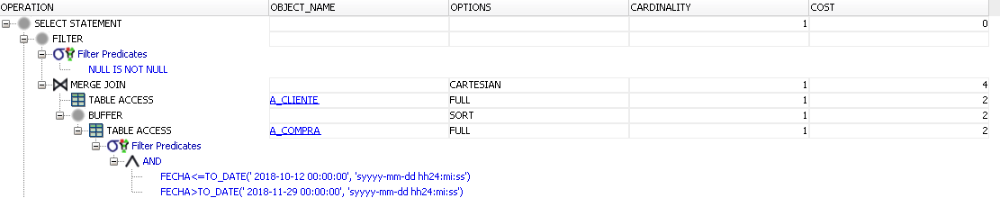 OPERATION OBJECT_NAME OPTIONS CARDINALITY COST
SELECT STATEMENT 1 0
FILTER
Filter Predicates
NULL IS NOT NULL
MERGE JOIN CARTESIAN 1 4
TABLE ACCESS A_CLIENTE FULL 1 2
BUFFER SORT 1 2
TABLE ACCESS A_COMPRA FULL 1 2
Filter Predicates
AND
FECHA<=TO_DATE(' 2018-10-12 00:00:00', 'syyyy-mm-dd hh24:mi:ss')
FECHA>TO_DATE(' 2018-11-29 00:00:00', 'syyyy-mm-dd hh24:mi:ss')